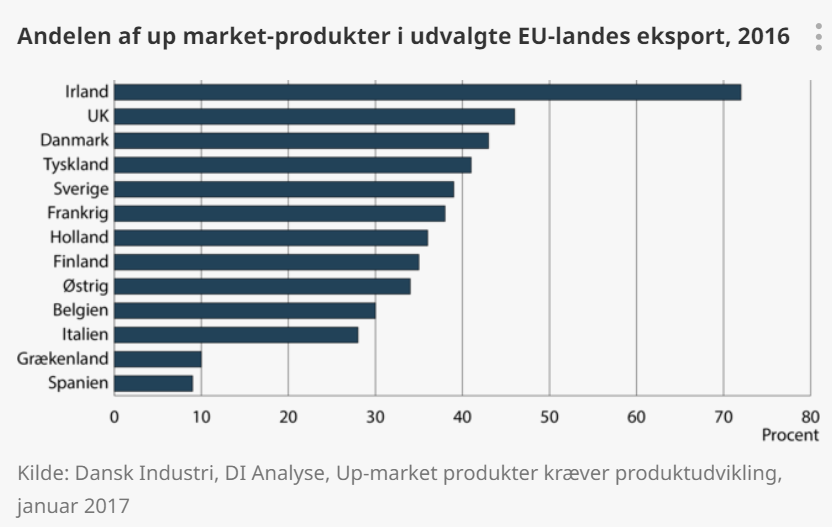 Andelen af up market-produkter i udvalgte EU-landes eksport, 2016
Irland
UK
Danmark
Tyskland
Sverige
Frankrig
Holland
Finland
Østrig
Belgien
Italien
Grækenland
Spanien
0 10 20 30 40 50 60 70 80
Procent
Kilde: Dansk Industri, DI Analyse, Up-market produkter kræver produktudvikling,
januar 2017